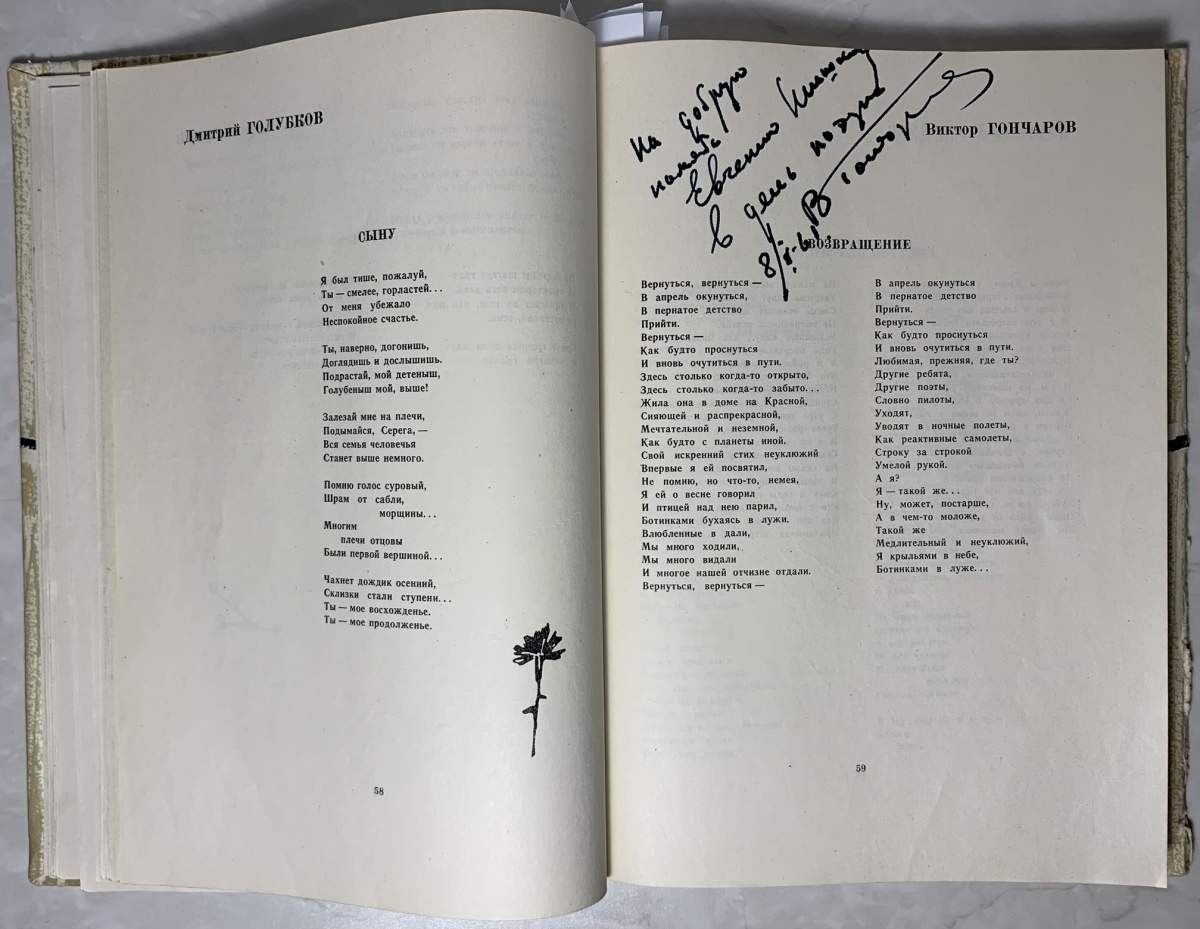 Дмитрий ГОЛУБКОВ
СЫНУ
Я был тише, пожалуй,
Ты — смелее, горластей...
От меня убежало
Неспокойное счастье.
Ты, наверно, догонишь,
Доглядишь и дослышишь.
Подрастай, мой детеныш,
Голубеныш мой, выше!
Залезай мне на плечи,
Подымайся, Серега, —
Вся семья человечья
Станет выше немного.
Помню голос суровый,
Шрам от сабли,
морщины...
Многим
плечи отцовы
Были первой вершиной...
Чахнет дождик осенний,
Склизки стали ступени...
Ты — мое восхожденье.
Ты — мое продолженье.
58
На добрую
память
Евгению
в день поэзии
8/X-61.
В Гончаров
Виктор ГОНЧАРОВ
ВОЗВРАЩЕНИЕ
Вернуться, вернуться —
В апрель окунуться,
В пернатое детство
Прийти.
Вернуться —
Как будто проснуться
И вновь очутиться в пути.
Здесь столько когда-то открыто,
Здесь столько когда-то забыто...
Жила она в доме на Красной,
Сияющей и распрекрасной,
Мечтательной и неземной,
Как будто с планеты иной.
Свой искренний стих неуклюжий
Впервые я ей посвятил,
Не помню, но что-то, немея,
Я ей о весне говорил
И птицей над нею парил,
Ботинками бухаясь в лужи.
Влюбленные в дали,
Мы много ходили,
Мы много видали
И многое нашей отчизне отдали.
Вернуться, вернуться —
В апрель окунуться
В пернатое детство
Прийти.
Вернуться —
Как будто проснуться
И вновь очутиться в пути.
Любимая, прежняя, где ты?
Другие ребята,
Другие поэты,
Словно пилоты,
Уходят,
Уводят в ночные полеты,
Как реактивные самолеты,
Строку за строкой
Умелой рукой.
А я?
Я — такой же...
Ну, может, постарше,
А в чем-то моложе,
Такой же
Медлительный и неуклюжий,
Я крыльями в небе,
Ботинками в луже...
59